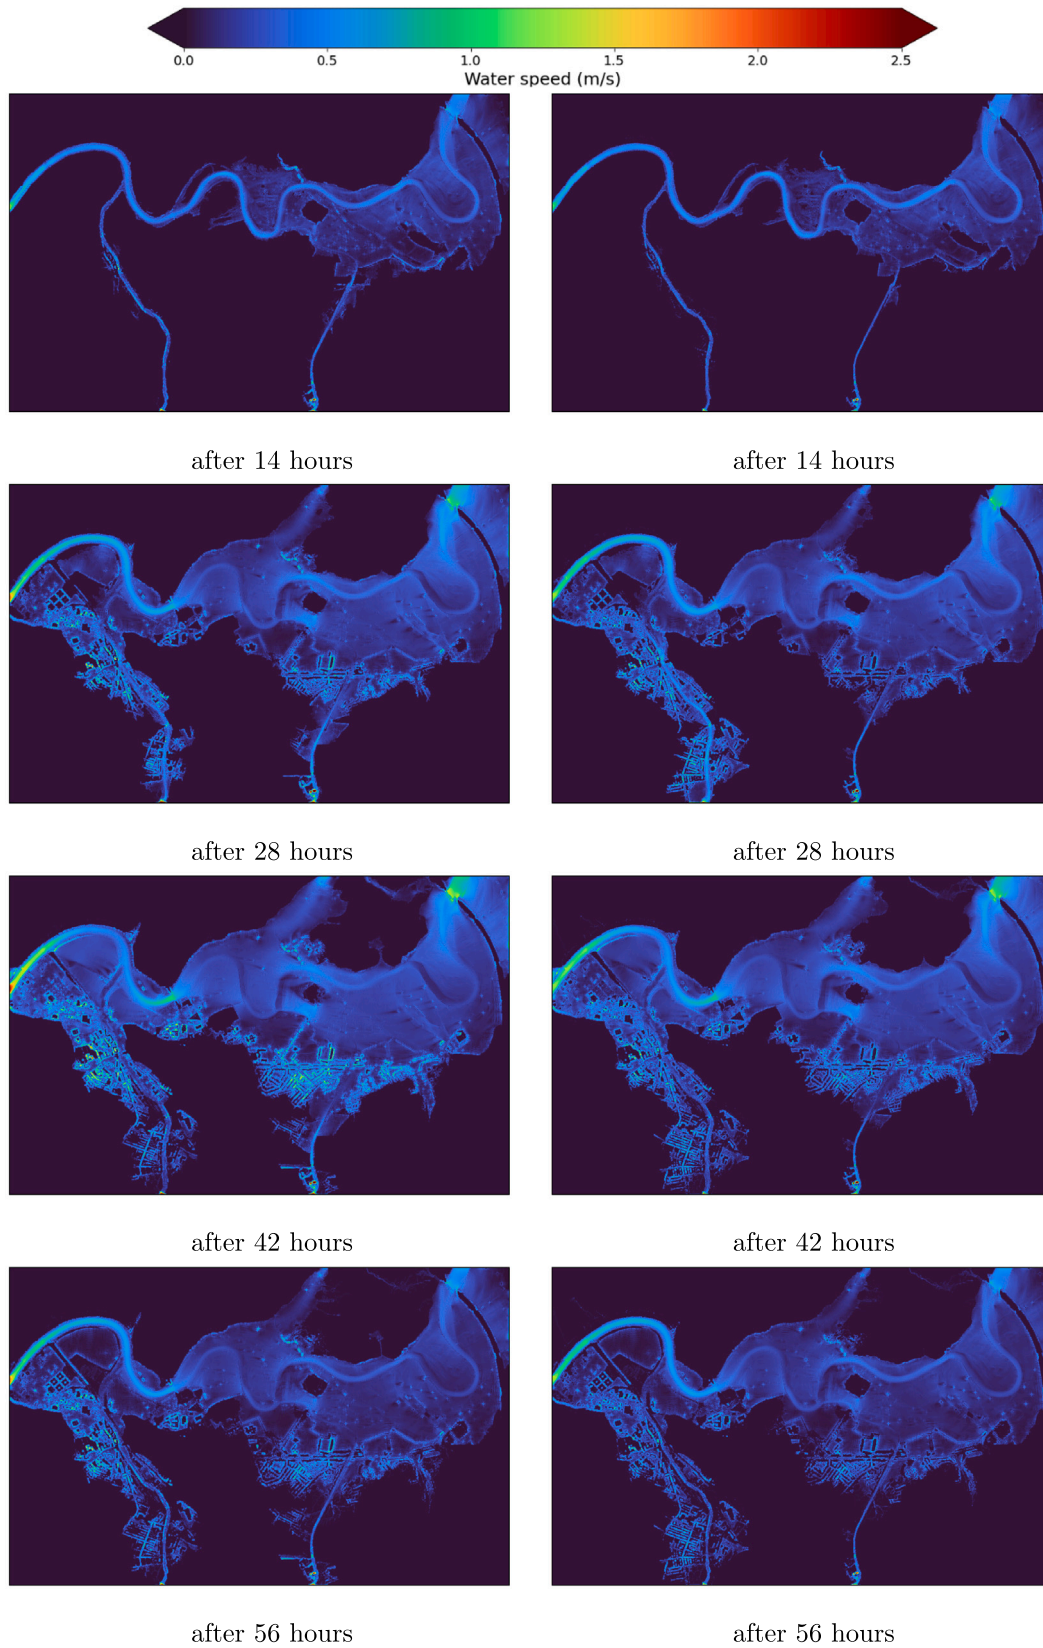 0.0 0.5 1.0 1.5 2.0 2.5
Water speed (m/s)
after 14 hours after 14 hours
after 28 hours after 28 hours
after 42 hours after 42 hours
after 56 hours after 56 hours